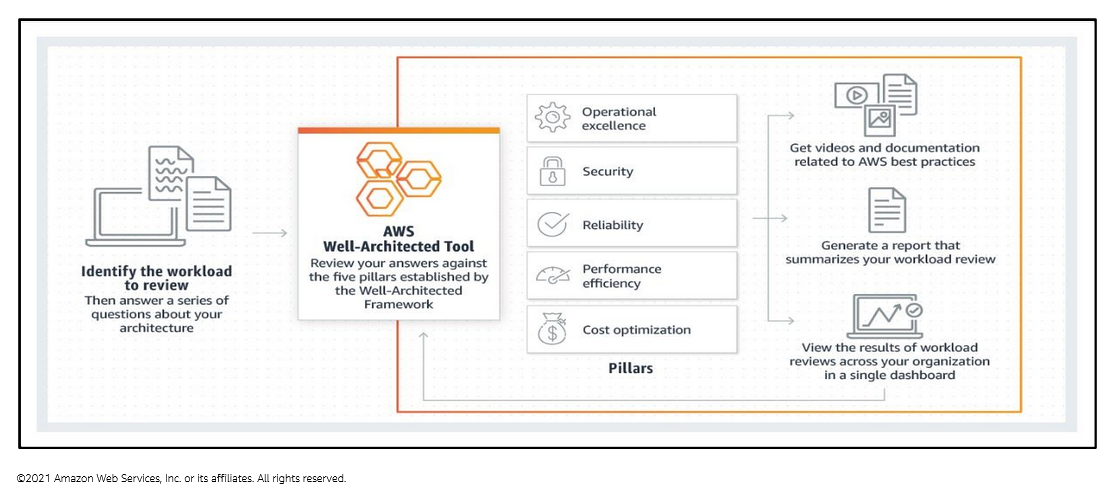 Identify the workload
to review
Then answer a series of
questions about your
architecture
AWS
Well-Architected Tool
Review your answers against
the five pillars established by
the Well-Architected
Framework
Operational
excellence
Security
Reliability
Performance
efficiency
Cost optimization
Pillars
Get videos and documentation
related to AWS best practices
Generate a report that
summarizes your workload review
View the results of workload
reviews across your organization
in a single dashboard
©2021 Amazon Web Services, Inc. or its affiliates. All rights reserved.